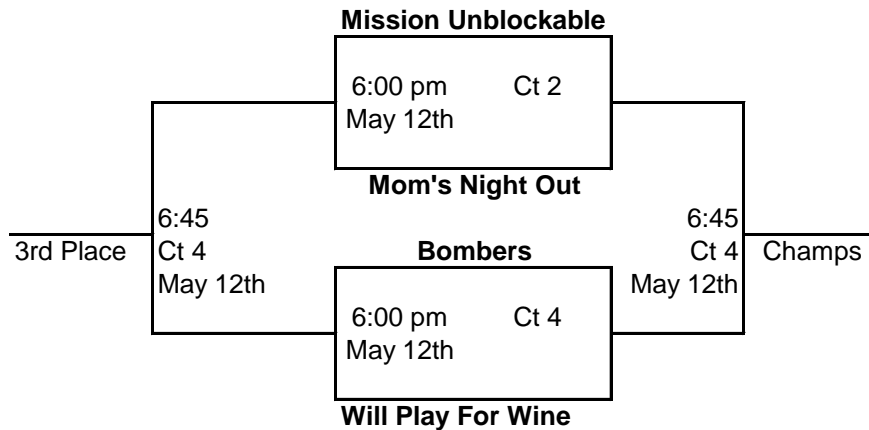 Mission Unblockable
6:00 pm Ct 2
May 12th
Mom's Night Out
6:45
Ct 4
May 12th
3rd Place
6:45
Ct 4
May 12th
Champs
Bombers
6:00 pm Ct 4
May 12th
Will Play For Wine